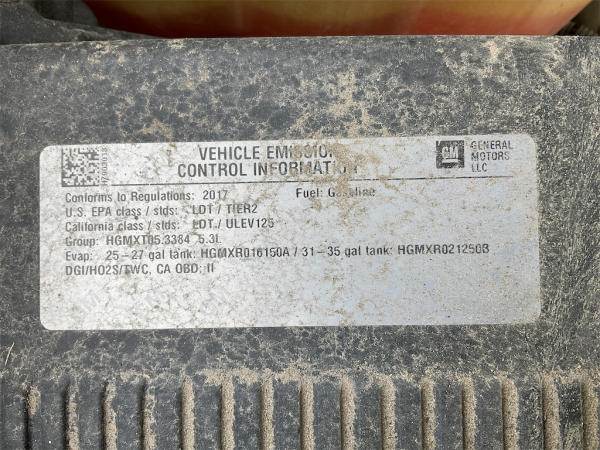 VEHICLE EMISSION
CONTROL INFORMATION
GM
GENERAL
MOTORS
LLC
Conforms to Regulations: 2017 Fuel: Gasoline
U.S. EPA class / stds: LDT / TIER2
California class / stds: LDT / ULEV125
Group: HGMXT05.3384 5.3L
Evap: 25-27 gal tank: HGMXR016150A / 31-35 gal tank: HGMXR0212503
DGI/HO2S/TWC, CA OBD: II